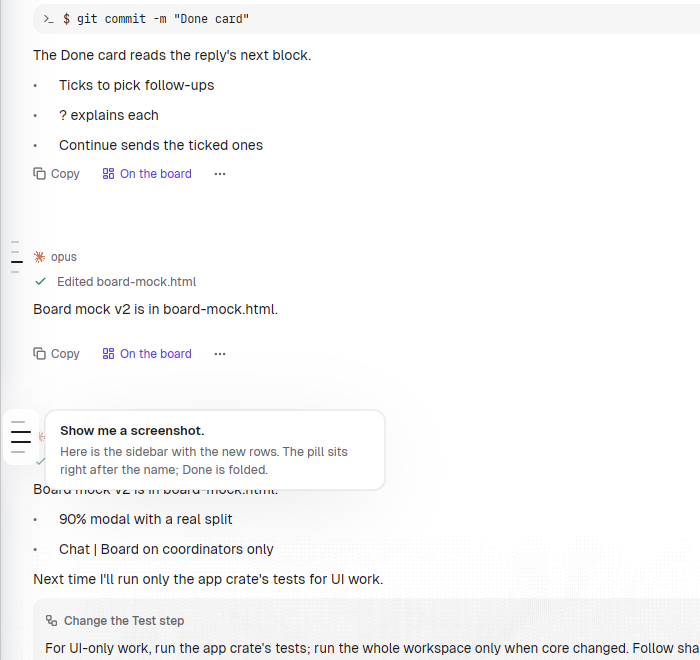 $ git commit -m "Done card"
The Done card reads the reply's next block.
• Ticks to pick follow-ups
• ? explains each
• Continue sends the ticked ones
Copy On the board ···
opus
Edited board-mock.html
Board mock v2 is in board-mock.html.
Copy On the board ···
Show me a screenshot.
Here is the sidebar with the new rows. The pill sits
right after the name; Done is folded.
Board mock v2 is in board-mock.html.
• 90% modal with a real split
• Chat | Board on coordinators only
Next time I'll run only the app crate's tests for UI work.
Change the Test step
For UI-only work, run the app crate's tests; run the whole workspace only when core changed. Follow